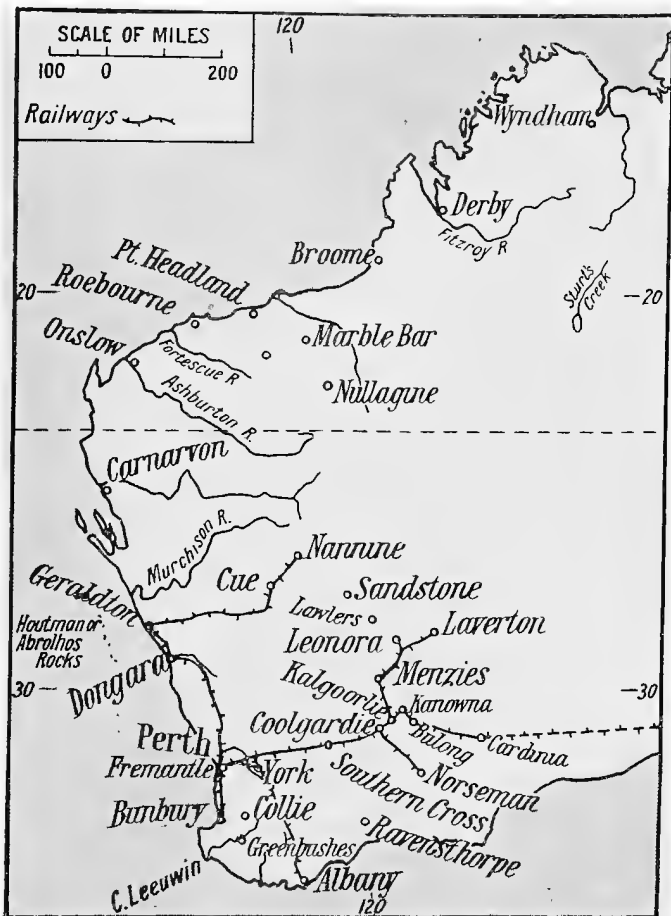 SCALE OF MILES
100 0 200
Railways
120
Wyndham
Derby
Fitzroy R
Broome
Sturt's
Creek
Pt. Headland
20
20
Roebourne
Marble Bar
Onslow
Fortescue R
Nullagine
Ashburton R.
Carnarvon
Murchison R.
Nannine
Cue
Sandstone
Geraldton
Lawlers
Laverton
Houtman or
Abrolhos
Rocks
Leonora
Dongara
Menzies
30
30
Kalgoorlie
Kanowna
Coolgardie
Bulong
Cardinia
Perth
Fremantle
York
Southern Cross
Norseman
Bunbury
Collie
Ravensthorpe
Greenbushes
C. Leeuwin
Albany
120